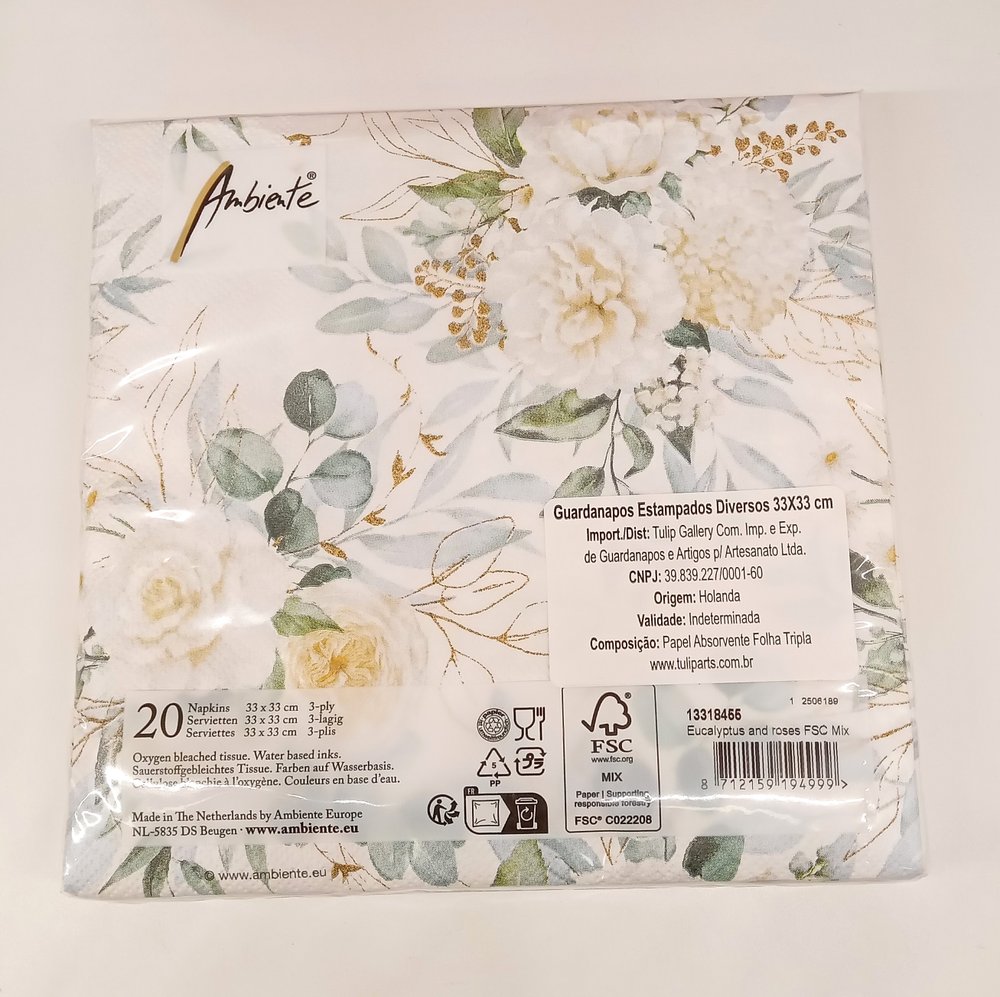 Ambiente®
Guardanapos Estampados Diversos 33X33 cm
Import./Dist: Tulip Gallery Com. Imp. e Exp.
de Guardanapos e Artigos p/ Artesanato Ltda.
CNPJ: 39.839.227/0001-60
Origem: Holanda
Validade: Indeterminada
Composição: Papel Absorvente Folha Tripla
www.tuliparts.com.br
20 Napkins 33 x 33 cm 3-ply
Servietten 33 x 33 cm 3-lagig
Serviettes 33 x 33 cm 3-plis
Oxygen bleached tissue. Water based inks.
Sauerstoffgebleichtes Tissue. Farben auf Wasserbasis.
Cellulose blanchie à l'oxygène. Couleurs en base d'eau.
Made in The Netherlands by Ambiente Europe
NL-5835 DS Beugen · www.ambiente.eu
© www.ambiente.eu
5
PP
FR
FSC®
www.fsc.org
MIX
Paper | Supporting
responsible forestry
FSC® C022208
1 2506189
13318455
Eucalyptus and roses FSC Mix
8 712159 194999 >